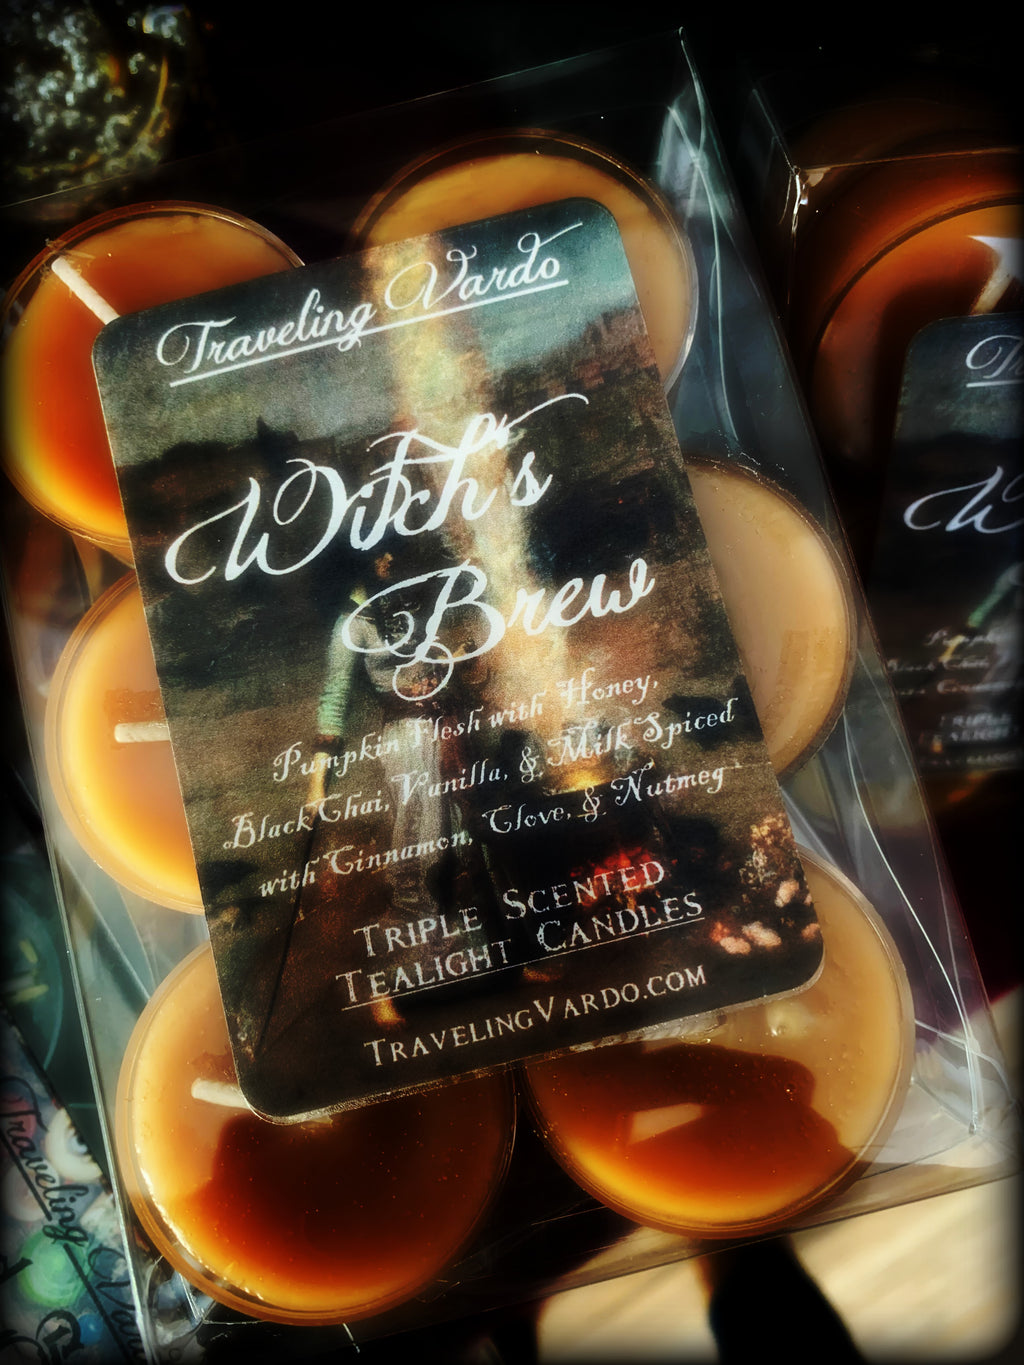 Traveling Vardo
Witch's
Brew
Pumpkin Flesh with Honey,
Black Chai, Vanilla, & Milk Spiced
with Cinnamon, Clove, & Nutmeg
Triple Scented
Tealight Candles
TravelingVardo.com
Traveling